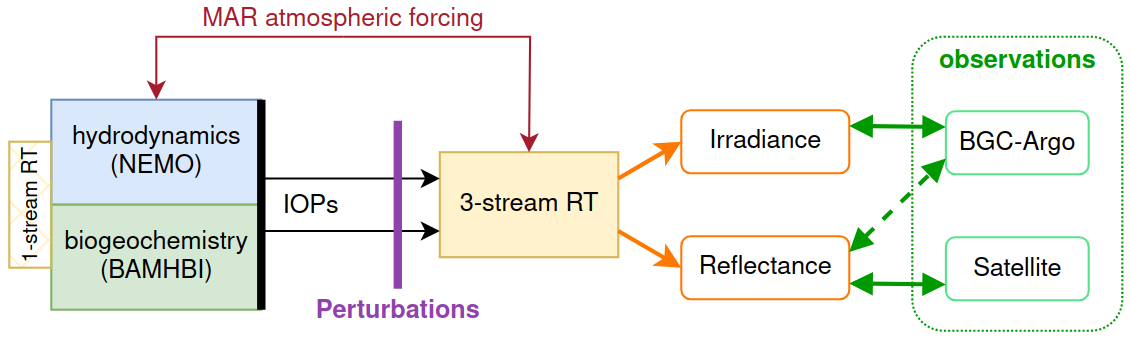 MAR atmospheric forcing
1-stream RT
hydrodynamics
(NEMO)
biogeochemistry
(BAMHBI)
IOPs
Perturbations
3-stream RT
Irradiance
Reflectance
observations
BGC-Argo
Satellite